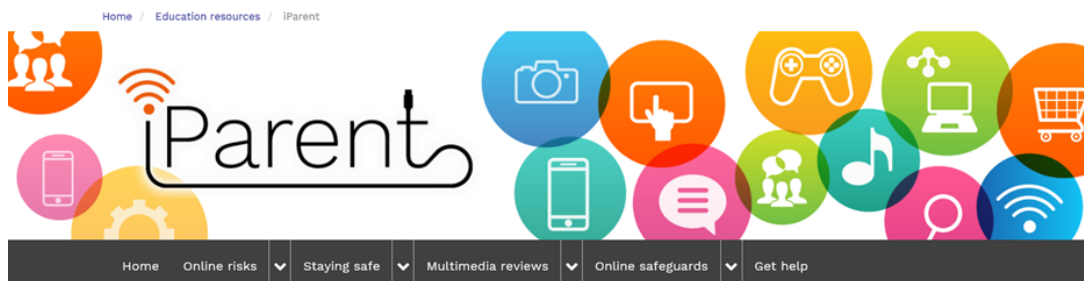 Home / Education resources / iParent
iParent
Home Online risks Staying safe Multimedia reviews Online safeguards Get help